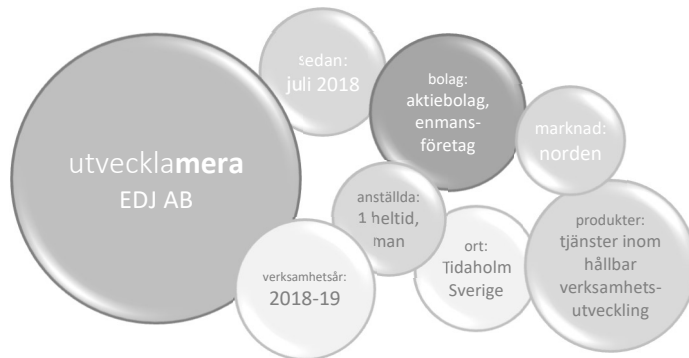 utvecklamera
EDJ AB
sedan:
juli 2018
bolag:
aktiebolag,
enmans-
företag
marknad:
norden
anställda:
1 heltid,
man
verksamhetsår:
2018-19
ort:
Tidaholm
Sverige
produkter:
tjänster inom
hållbar
verksamhets-
utveckling